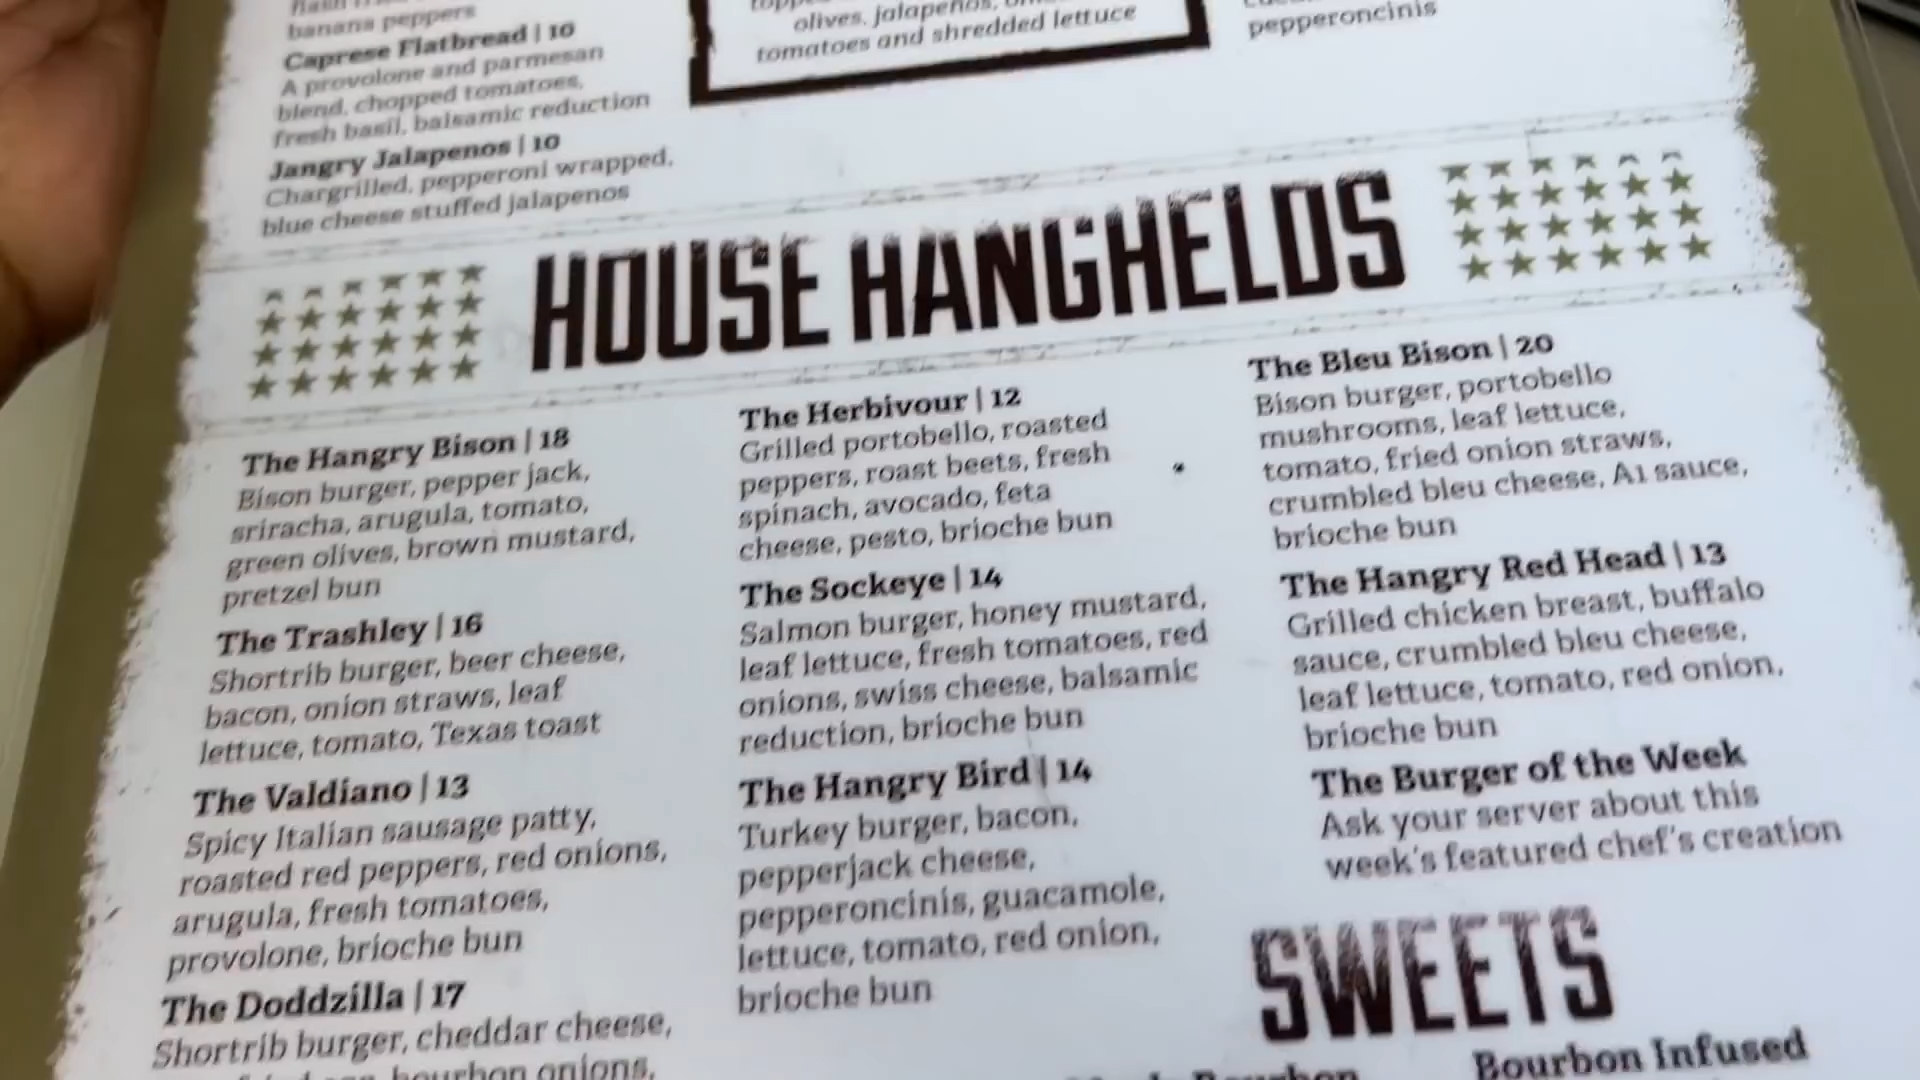 banana peppers
Caprese Flatbread | 10
A provolone and parmesan
blend, chopped tomatoes,
fresh basil, balsamic reduction
Jangry Jalapenos | 10
Chargrilled, pepperoni wrapped,
blue cheese stuffed jalapenos
olives, jalapenos,
tomatoes and shredded lettuce
pepperoncinis
HOUSE HANGHELDS
The Hangry Bison | 18
Bison burger, pepper jack,
sriracha, arugula, tomato,
green olives, brown mustard,
pretzel bun
The Trashley | 16
Shortrib burger, beer cheese,
bacon, onion straws, leaf
lettuce, tomato, Texas toast
The Valdiano | 13
Spicy Italian sausage patty,
roasted red peppers, red onions,
arugula, fresh tomatoes,
provolone, brioche bun
The Doddzilla | 17
Shortrib burger, cheddar cheese,
bourbon onions,
The Herbivour | 12
Grilled portobello, roasted
peppers, roast beets, fresh
spinach, avocado, feta
cheese, pesto, brioche bun
The Sockeye | 14
Salmon burger, honey mustard,
leaf lettuce, fresh tomatoes, red
onions, swiss cheese, balsamic
reduction, brioche bun
The Hangry Bird | 14
Turkey burger, bacon,
pepperjack cheese,
pepperoncinis, guacamole,
lettuce, tomato, red onion,
brioche bun
The Bleu Bison | 20
Bison burger, portobello
mushrooms, leaf lettuce,
tomato, fried onion straws,
crumbled bleu cheese, A1 sauce,
brioche bun
The Hangry Red Head | 13
Grilled chicken breast, buffalo
sauce, crumbled bleu cheese,
leaf lettuce, tomato, red onion,
brioche bun
The Burger of the Week
Ask your server about this
week's featured chef's creation
SWEETS
Bourbon
Bourbon Infused